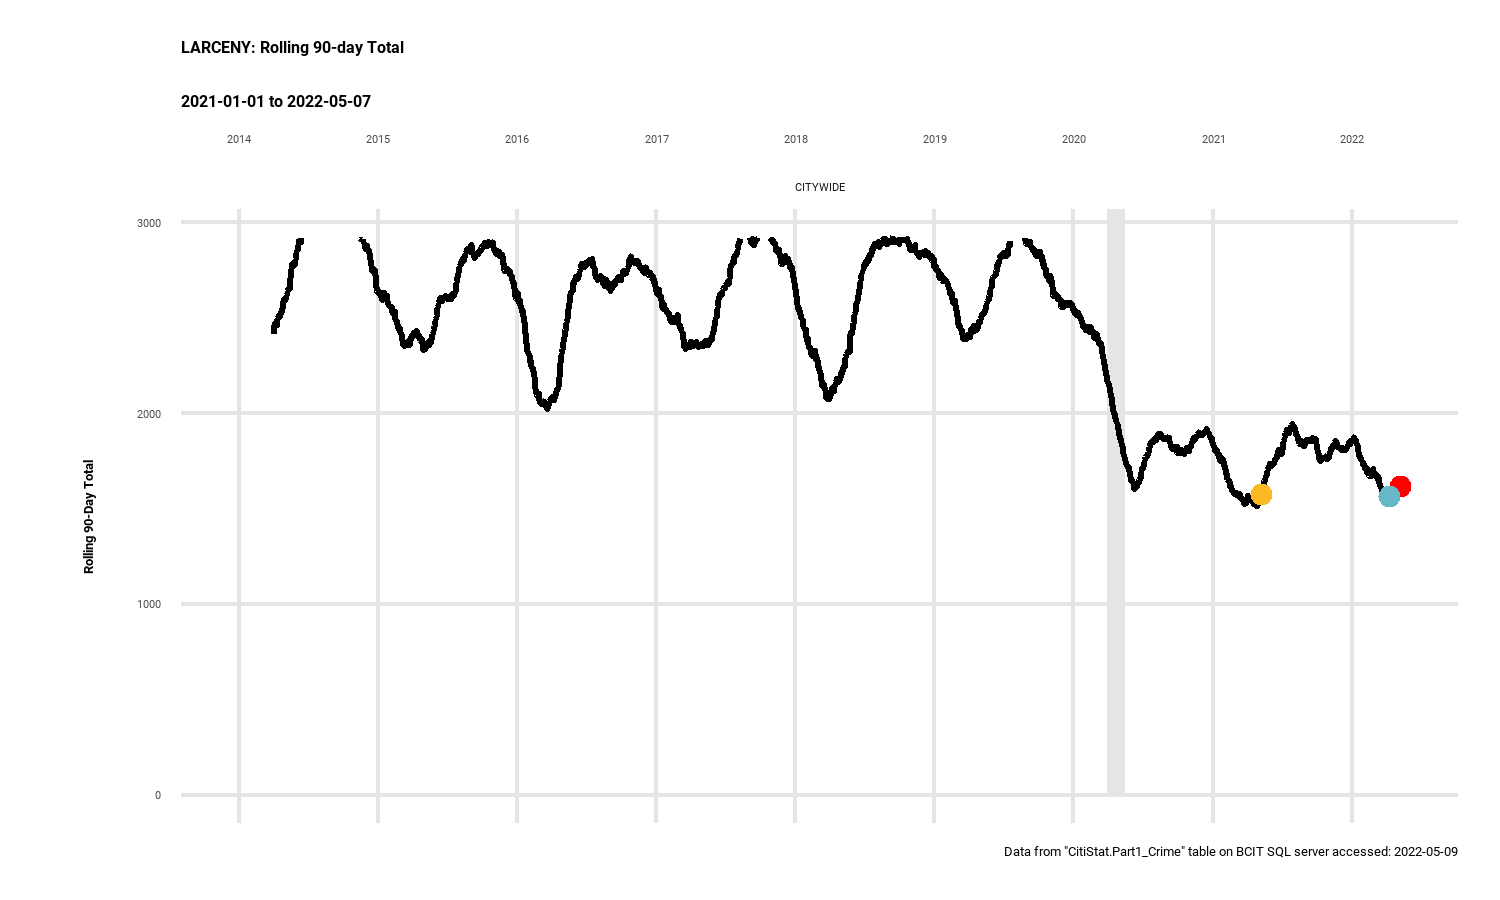 LARCENY: Rolling 90-day Total
2021-01-01 to 2022-05-07
2014 2015 2016 2017 2018 2019 2020 2021 2022
CITYWIDE
3000
2000
1000
0
Rolling 90-Day Total
Data from "CitiStat.Part1_Crime" table on BCIT SQL server accessed: 2022-05-09